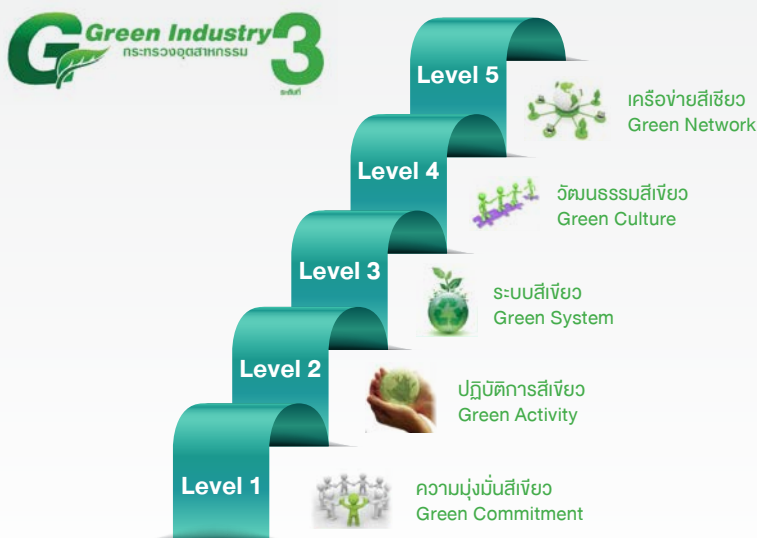 Green Industry
กระทรวงอุตสาหกรรม
3
ระดับที่
Level 5
เครือข่ายสีเขียว
Green Network
Level 4
วัฒนธรรมสีเขียว
Green Culture
Level 3
ระบบสีเขียว
Green System
Level 2
ปฏิบัติการสีเขียว
Green Activity
Level 1
ความมุ่งมั่นสีเขียว
Green Commitment